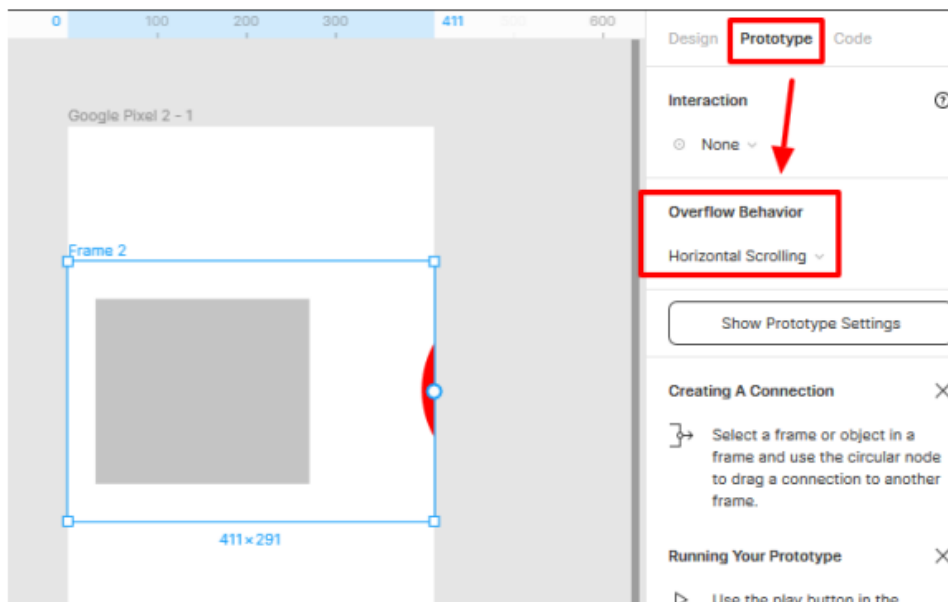 0 100 200 300 411 500 600
Design Prototype Code
Google Pixel 2 - 1
Interaction
None
Overflow Behavior
Horizontal Scrolling
Frame 2
411×291
Show Prototype Settings
Creating A Connection
Select a frame or object in a
frame and use the circular node
to drag a connection to another
frame.
Running Your Prototype
Use the play button in the